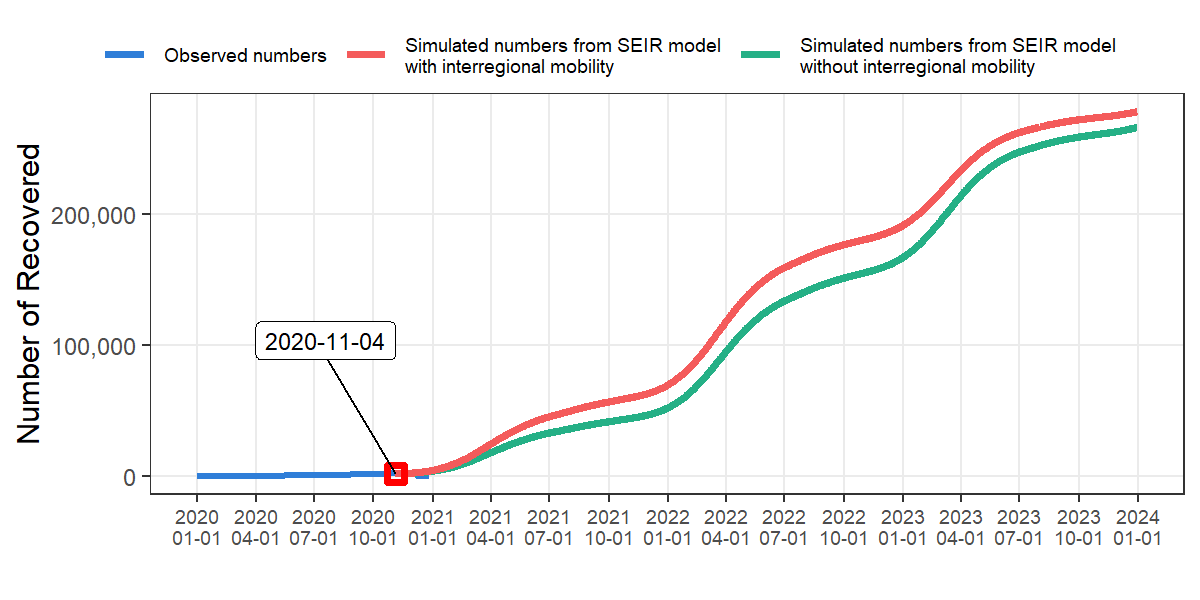 Observed numbers
Simulated numbers from SEIR model
with interregional mobility
Simulated numbers from SEIR model
without interregional mobility
Number of Recovered
200,000
100,000
0
2020-11-04
2020 2020 2020 2020 2021 2021 2021 2021 2022 2022 2022 2022 2023 2023 2023 2023 2024
01-01 04-01 07-01 10-01 01-01 04-01 07-01 10-01 01-01 04-01 07-01 10-01 01-01 04-01 07-01 10-01 01-01